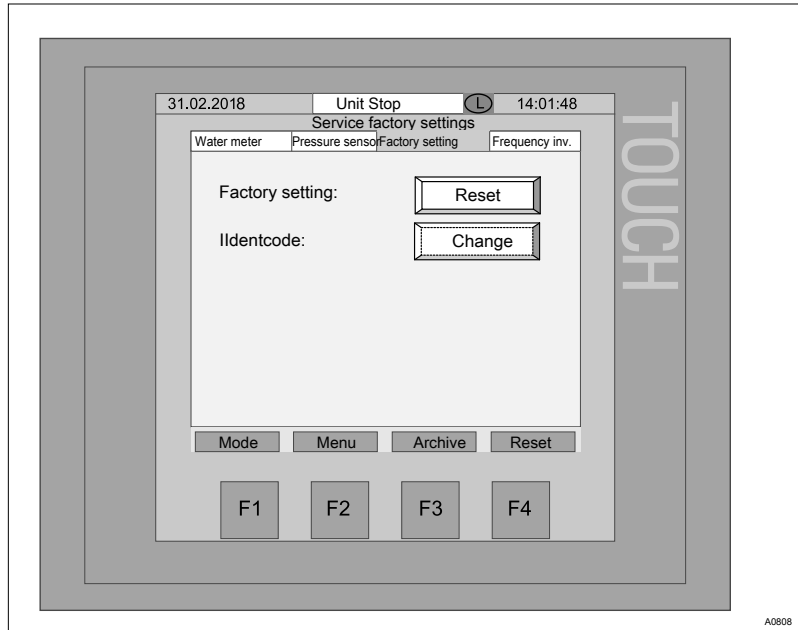 31.02.2018 Unit Stop L 14:01:48
Service factory settings
Water meter Pressure sensor Factory setting Frequency inv.
Factory setting: Reset
IIdentcode: Change
Mode Menu Archive Reset
F1 F2 F3 F4
TOUCH
A0808